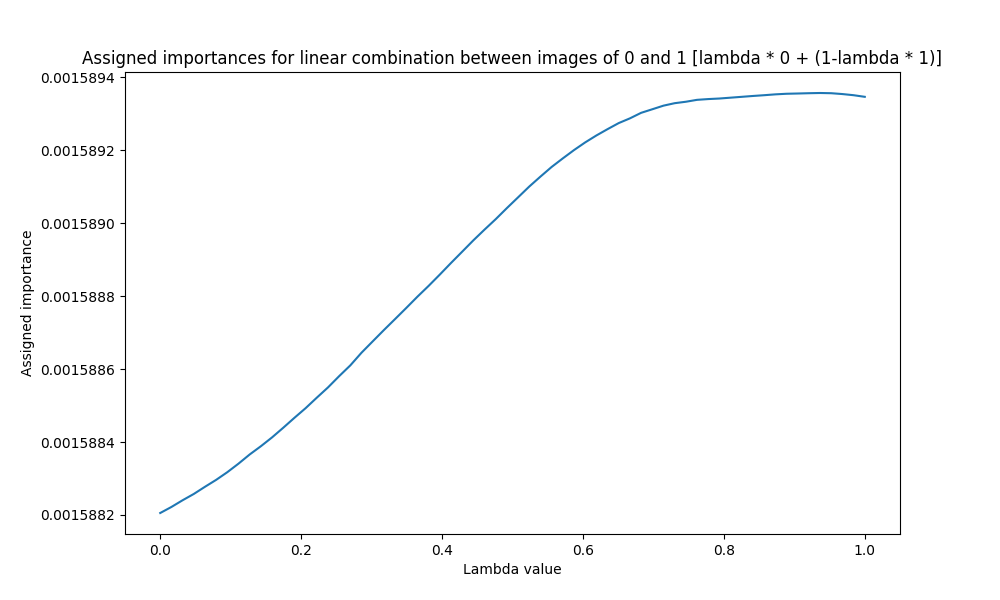 Assigned importances for linear combination between images of 0 and 1 [lambda * 0 + (1-lambda * 1)]
0.0015894
0.0015892
0.0015890
0.0015888
0.0015886
0.0015884
0.0015882
Assigned importance
0.0 0.2 0.4 0.6 0.8 1.0
Lambda value